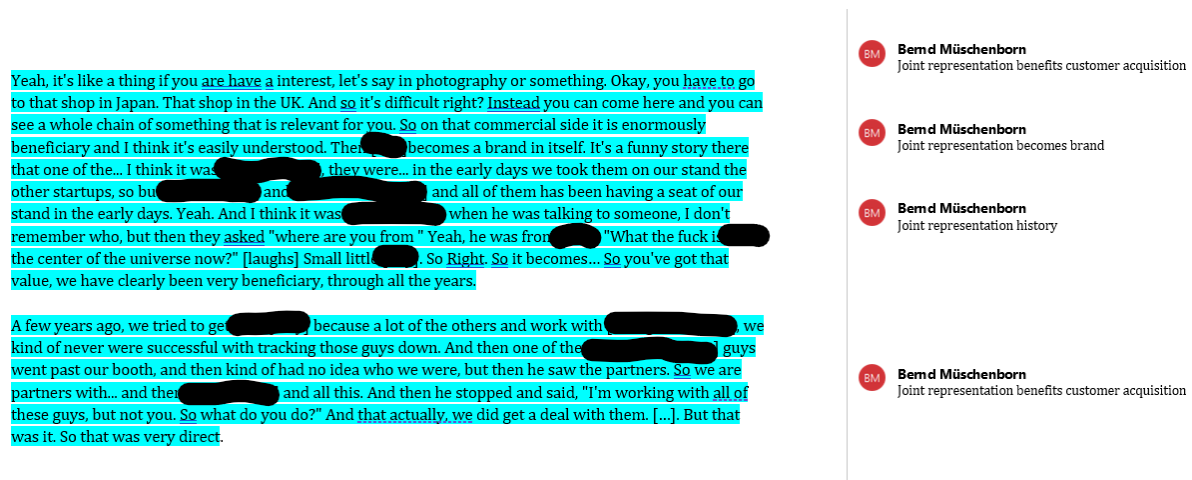 Yeah, it's like a thing if you are have a interest, let's say in photography or something. Okay, you have to go
to that shop in Japan. That shop in the UK. And so it's difficult right? Instead you can come here and you can
see a whole chain of something that is relevant for you. So on that commercial side it is enormously
beneficiary and I think it's easily understood. The becomes a brand in itself. It's a funny story there
that one of the... I think it was , they were... in the early days we took them on our stand the
other startups, so bu and and all of them has been having a seat of our
stand in the early days. Yeah. And I think it was when he was talking to someone, I don't
remember who, but then they asked "where are you from " Yeah, he was from "What the fuck is
the center of the universe now?" [laughs] Small little . So Right. So it becomes... So you've got that
value, we have clearly been very beneficiary, through all the years.
A few years ago, we tried to get because a lot of the others and work with , we
kind of never were successful with tracking those guys down. And then one of the ] guys
went past our booth, and then kind of had no idea who we were, but then he saw the partners. So we are
partners with... and then and all this. And then he stopped and said, "I'm working with all of
these guys, but not you. So what do you do?" And that actually, we did get a deal with them. [...]. But that
was it. So that was very direct.
BM Bernd Müschenborn
Joint representation benefits customer acquisition
BM Bernd Müschenborn
Joint representation becomes brand
BM Bernd Müschenborn
Joint representation history
BM Bernd Müschenborn
Joint representation benefits customer acquisition